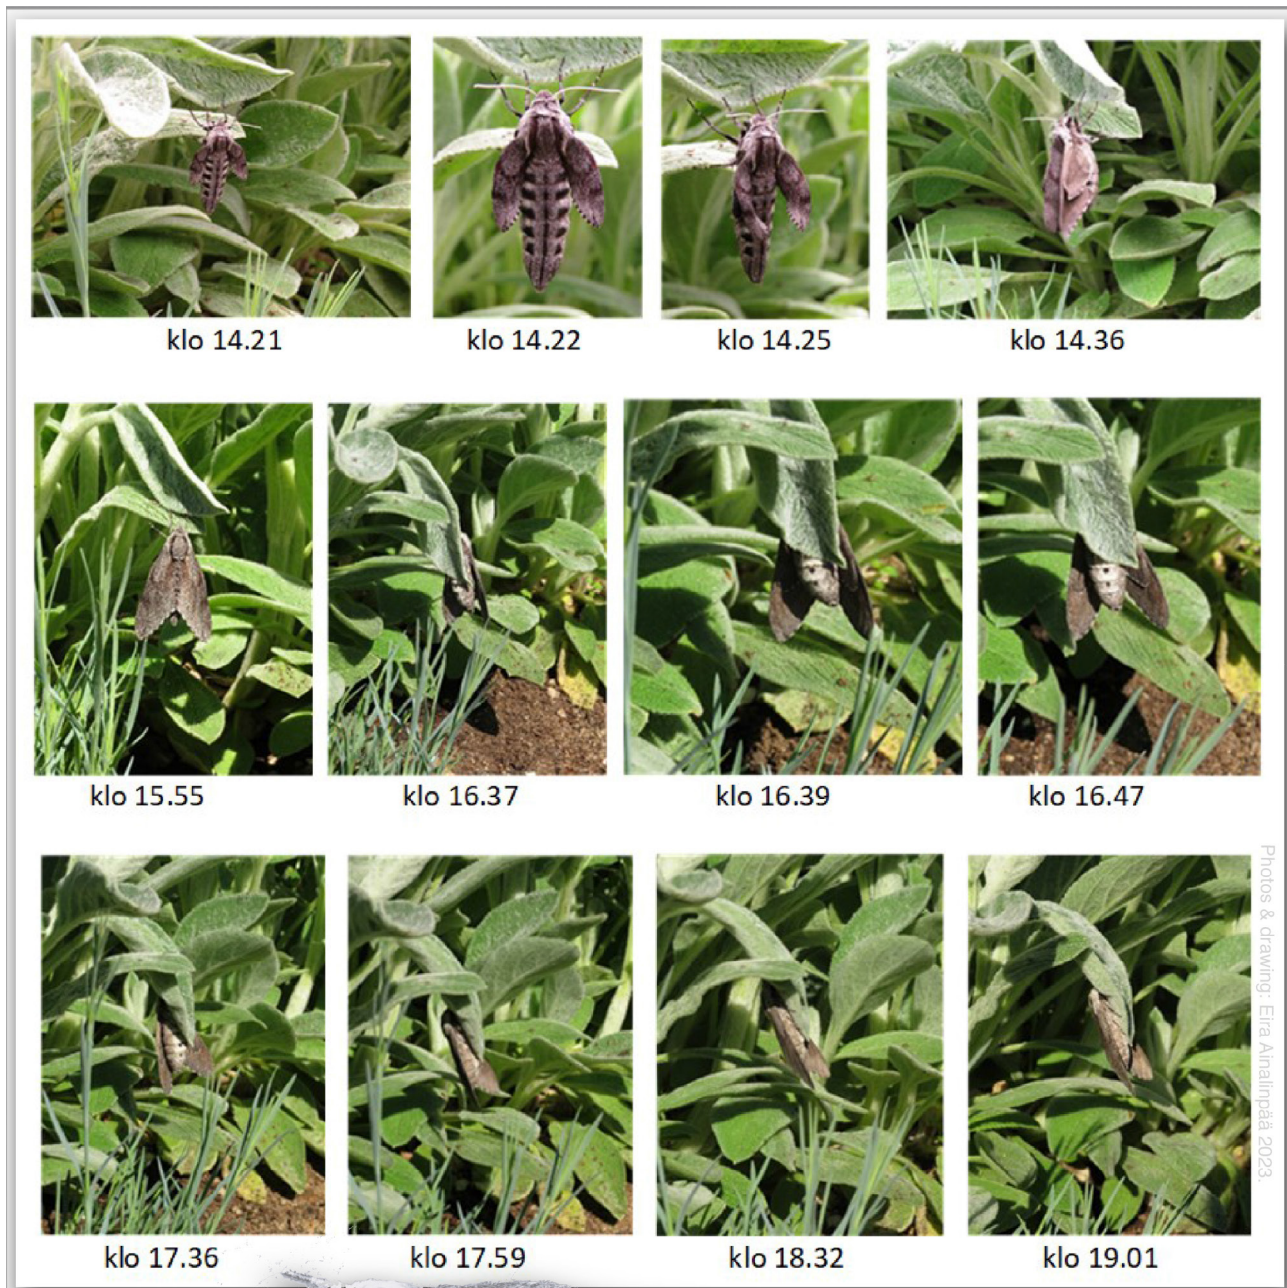 klo 14.21
klo 14.22
klo 14.25
klo 14.36
klo 15.55
klo 16.37
klo 16.39
klo 16.47
klo 17.36
klo 17.59
klo 18.32
klo 19.01
Photos & drawing: Eira Ainalinpää 2023.